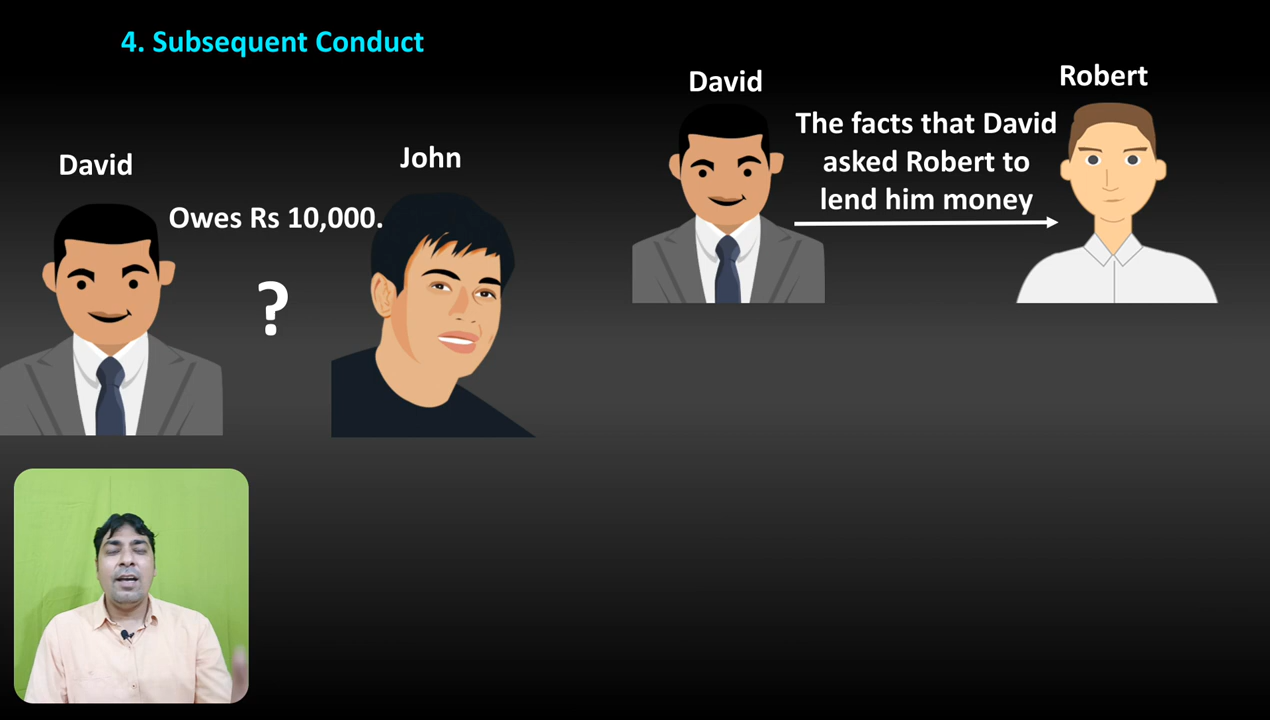 4. Subsequent Conduct
David
John
Owes Rs 10,000.
?
David
Robert
The facts that David
asked Robert to
lend him money